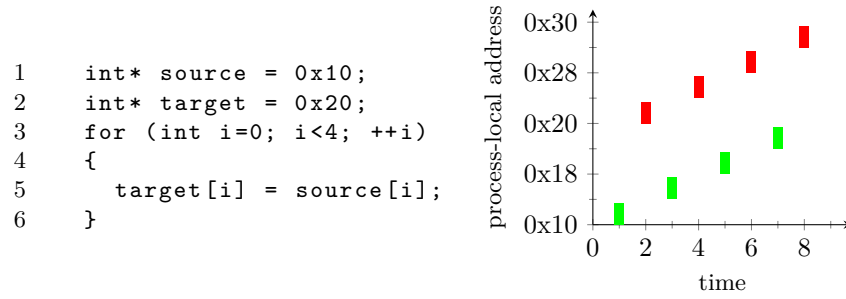 1 int* source = 0x10;
2 int* target = 0x20;
3 for (int i=0; i<4; ++i)
4 {
5 target[i] = source[i];
6 }
process-local address
0x30
0x28
0x20
0x18
0x10
0 2 4 6 8
time